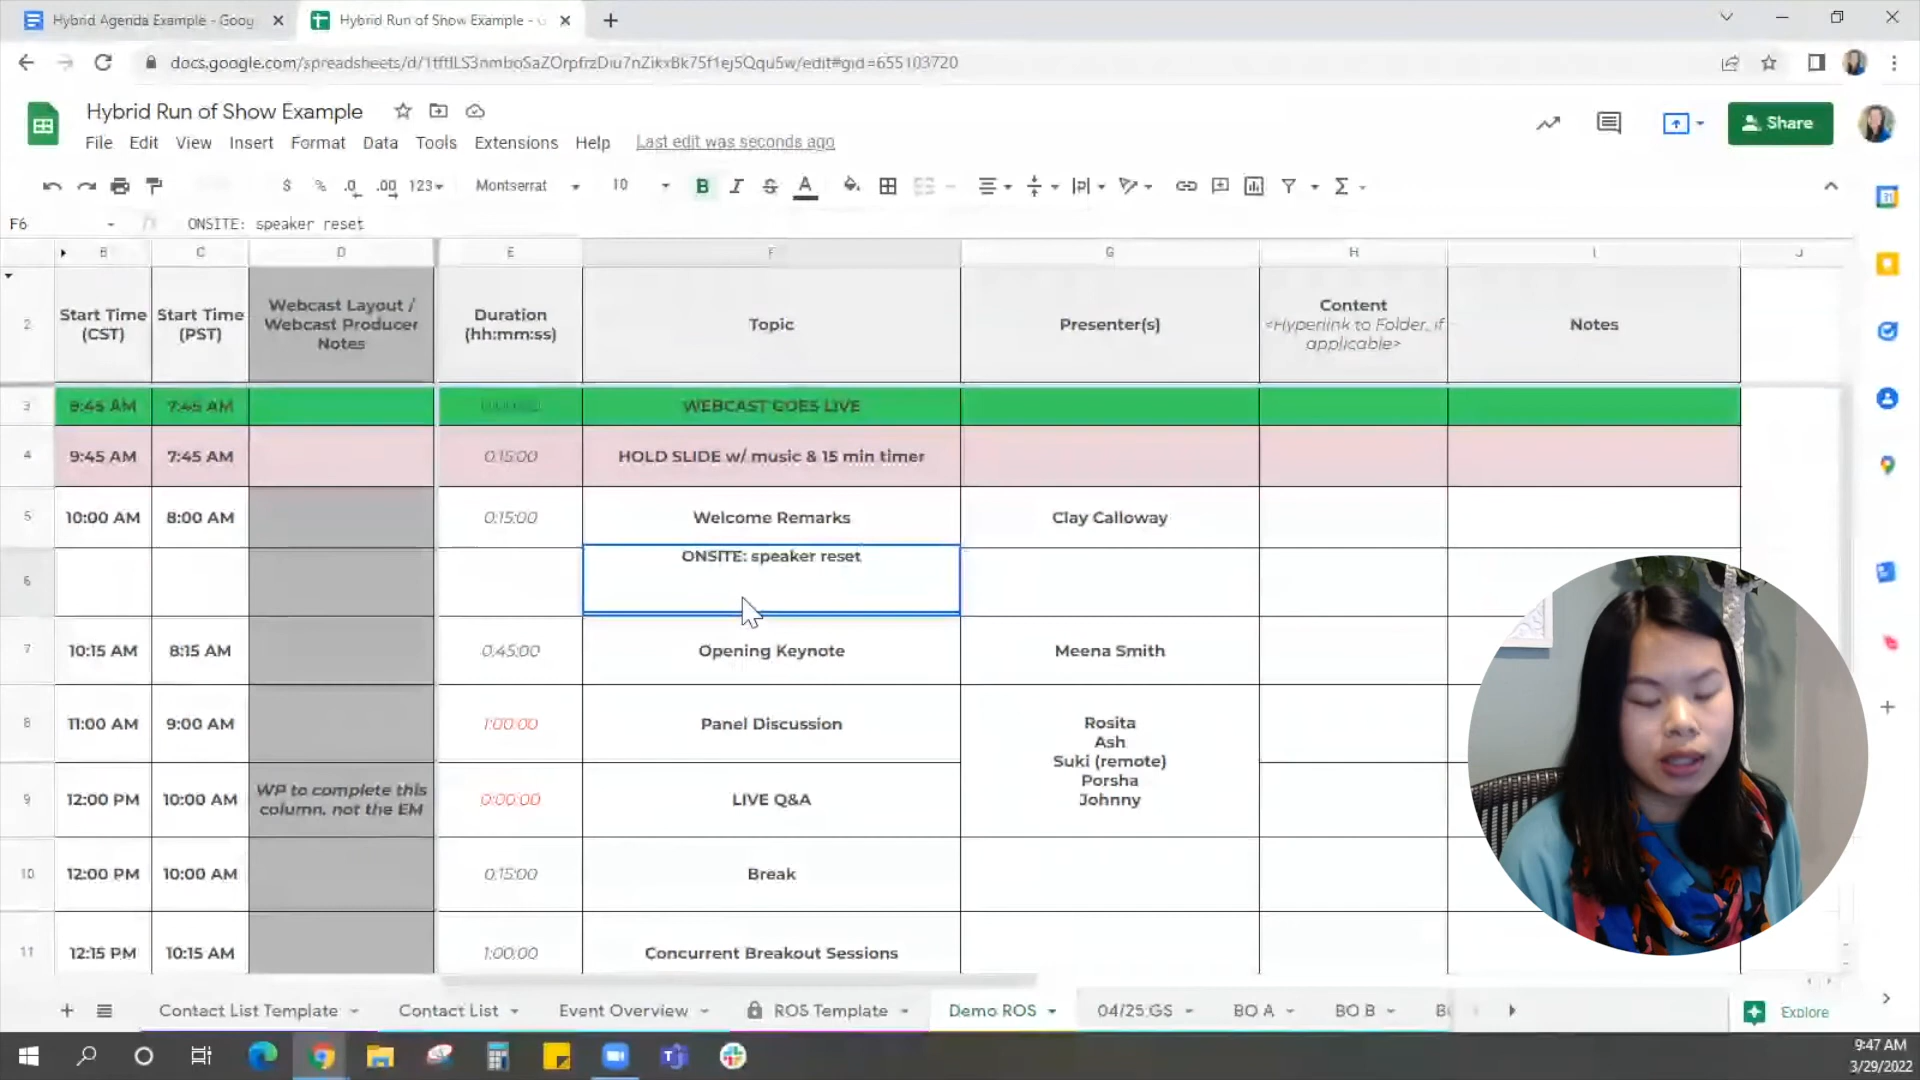 Hybrid Agenda Example - Goog
Hybrid Run of Show Example -
docs.google.com/spreadsheets/d/1tftlLS3nmboSaZOrpfrzDiu7nZikxBk75f1ej5Qqu5w/edit#gid=655103720
Hybrid Run of Show Example
Share
File Edit View Insert Format Data Tools Extensions Help Last edit was seconds ago
$ % .0 .00 123 Montserrat 10 B I S A Σ
F6 fx ONSITE: speaker reset
B C D E F G H I J
2 Start Time (CST) Start Time (PST) Webcast Layout / Webcast Producer Notes Duration (hh:mm:ss) Topic Presenter(s) Content <Hyperlink to Folder, if applicable> Notes
3 9:45 AM 7:45 AM WEBCAST GOES LIVE
4 9:45 AM 7:45 AM 0:15:00 HOLD SLIDE w/ music & 15 min timer
5 10:00 AM 8:00 AM 0:15:00 Welcome Remarks Clay Calloway
6 ONSITE: speaker reset
7 10:15 AM 8:15 AM 0:45:00 Opening Keynote Meena Smith
8 11:00 AM 9:00 AM 1:00:00 Panel Discussion
Rosita
Ash
Suki (remote)
Porsha
Johnny
9 12:00 PM 10:00 AM WP to complete this column, not the EM 0:00:00 LIVE Q&A
10 12:00 PM 10:00 AM 0:15:00 Break
11 12:15 PM 10:15 AM 1:00:00 Concurrent Breakout Sessions
Contact List Template Contact List Event Overview ROS Template Demo ROS 04/25:GS BO A BO B Explore
9:47 AM
3/29/2022